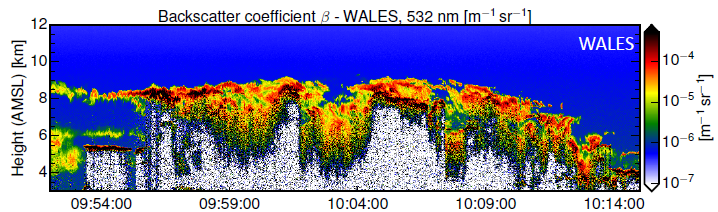 Backscatter coefficient β - WALES, 532 nm [m⁻¹ sr⁻¹]
WALES
Height (AMSL) [km]
12
10
8
6
4
09:54:00 09:59:00 10:04:00 10:09:00 10:14:00
10⁻⁴
10⁻⁵
10⁻⁶
10⁻⁷
[m⁻¹ sr⁻¹]